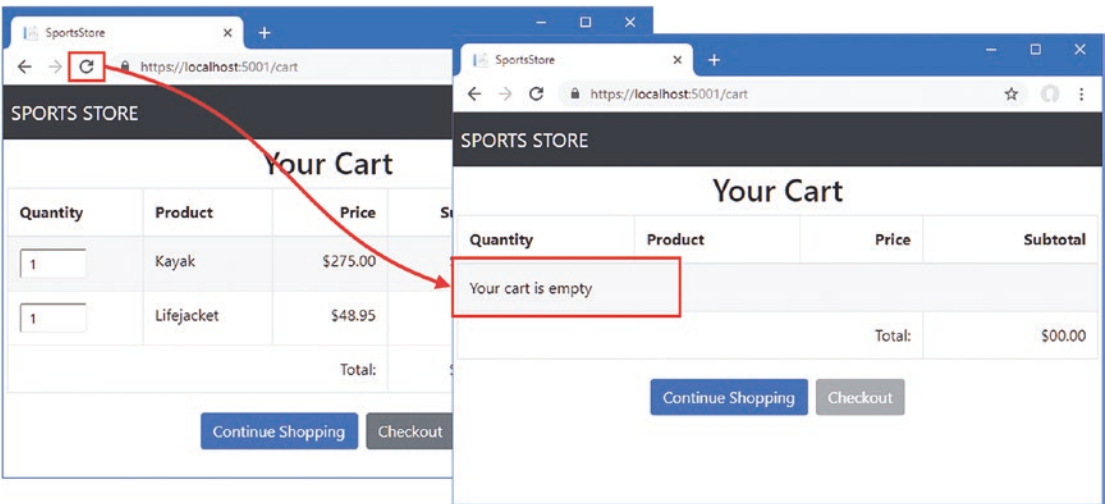 SportsStore
https://localhost:5001/cart
SPORTS STORE
Your Cart
Quantity Product Price
1 Kayak $275.00
1 Lifejacket $48.95
Total:
Continue Shopping Checkout
SportsStore
https://localhost:5001/cart
SPORTS STORE
Your Cart
Quantity Product Price Subtotal
Your cart is empty
Total: $00.00
Continue Shopping Checkout